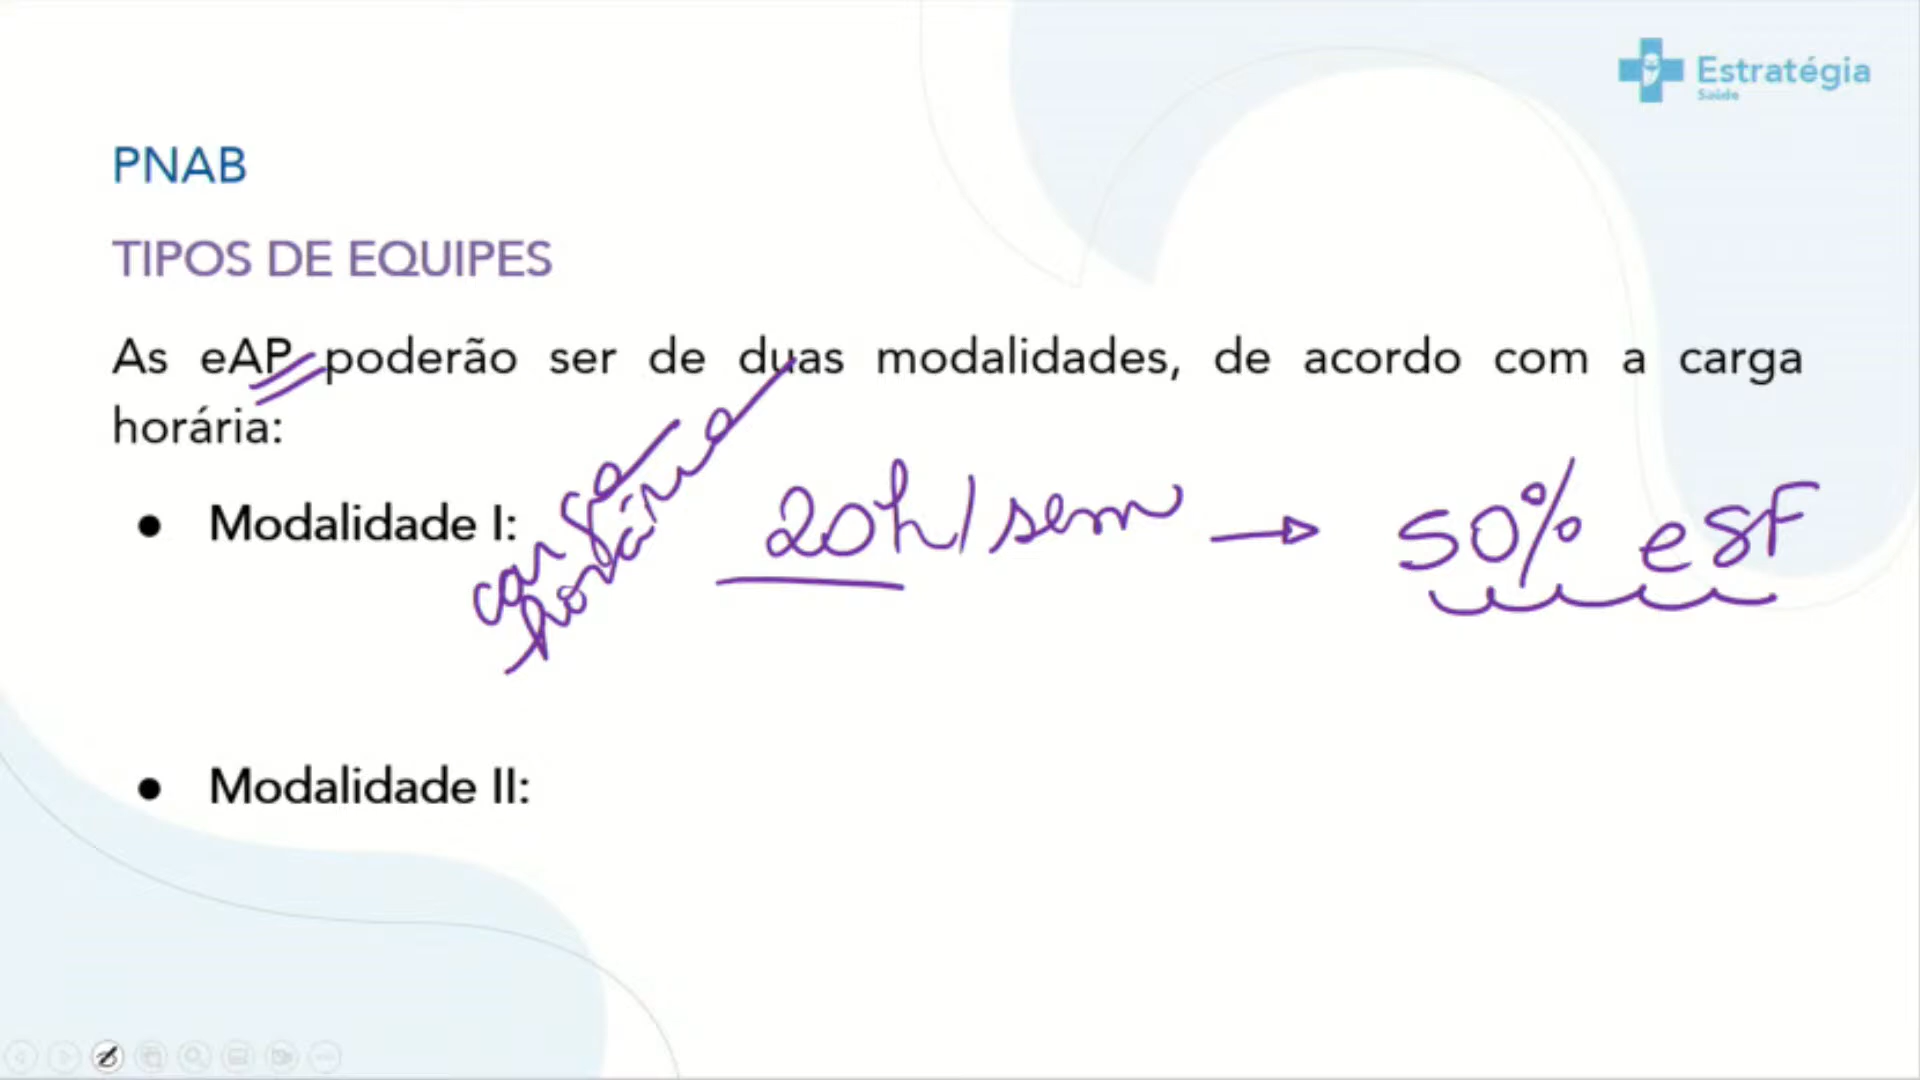 Estratégia
Saúde
PNAB
TIPOS DE EQUIPES
As eAP poderão ser de duas modalidades, de acordo com a carga
horária:
● Modalidade I: 20h/sem → 50% eSF
carga
horária
● Modalidade II: